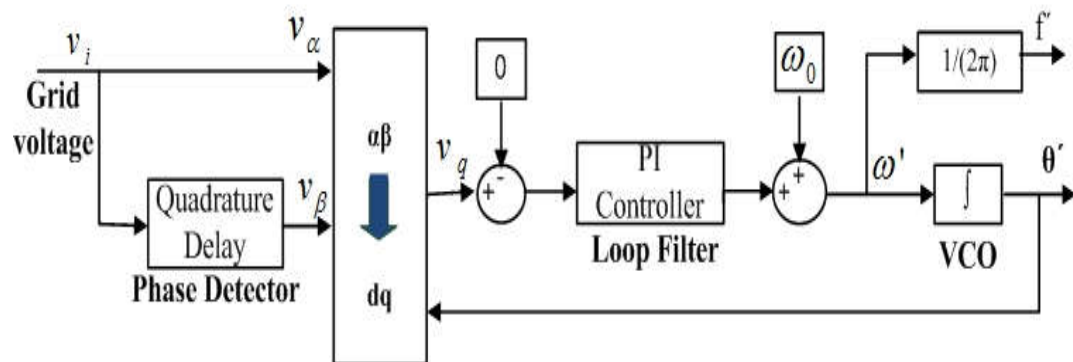 v_i
Grid
voltage
v_α
v_β
Quadrature
Delay
Phase Detector
αβ
dq
v_q
0
+
-
PI
Controller
Loop Filter
ω_0
+
+
ω'
1/(2π)
f'
∫
VCO
θ'